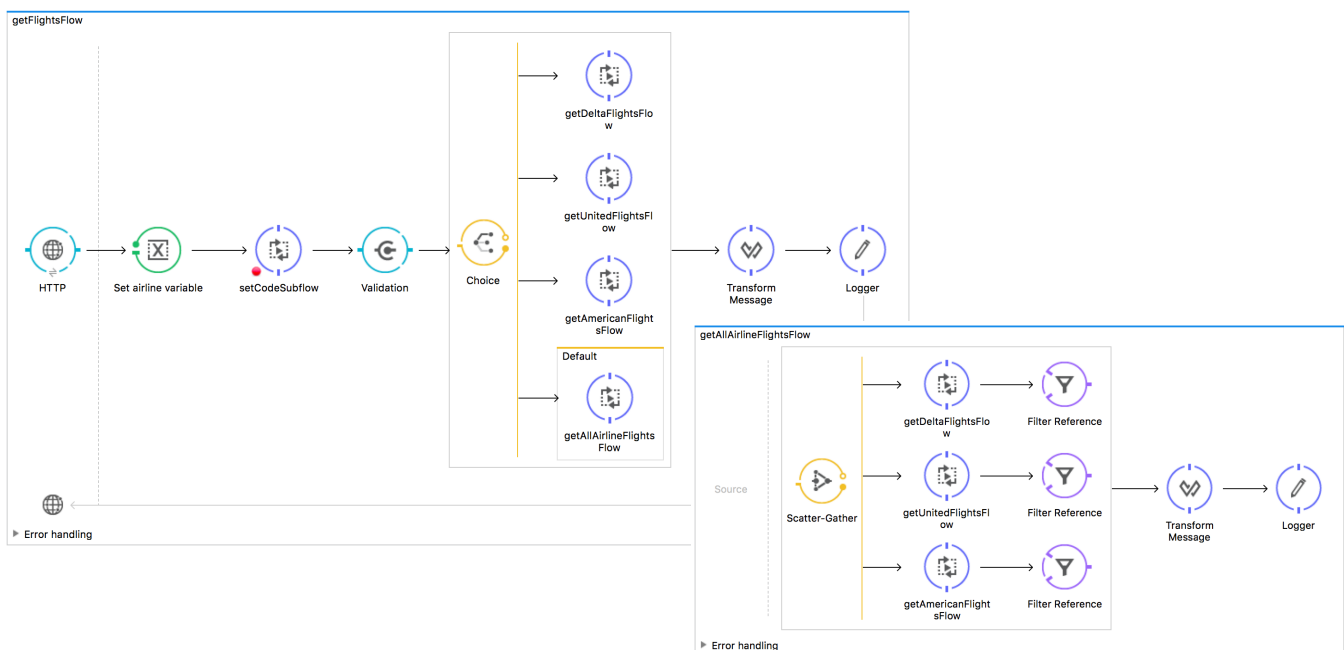 getFlightsFlow
getDeltaFlightsFlo
w
getUnitedFlightsFl
ow
HTTP
Set airline variable
setCodeSubflow
Validation
Choice
getAmericanFlight
sFlow
Transform
Message
Logger
Default
getAllAirlineFlights
Flow
Error handling
getAllAirlineFlightsFlow
getDeltaFlightsFlo
w
Filter Reference
Source
Scatter-Gather
getUnitedFlightsFl
ow
Filter Reference
Transform
Message
Logger
getAmericanFlight
sFlow
Filter Reference
Error handling